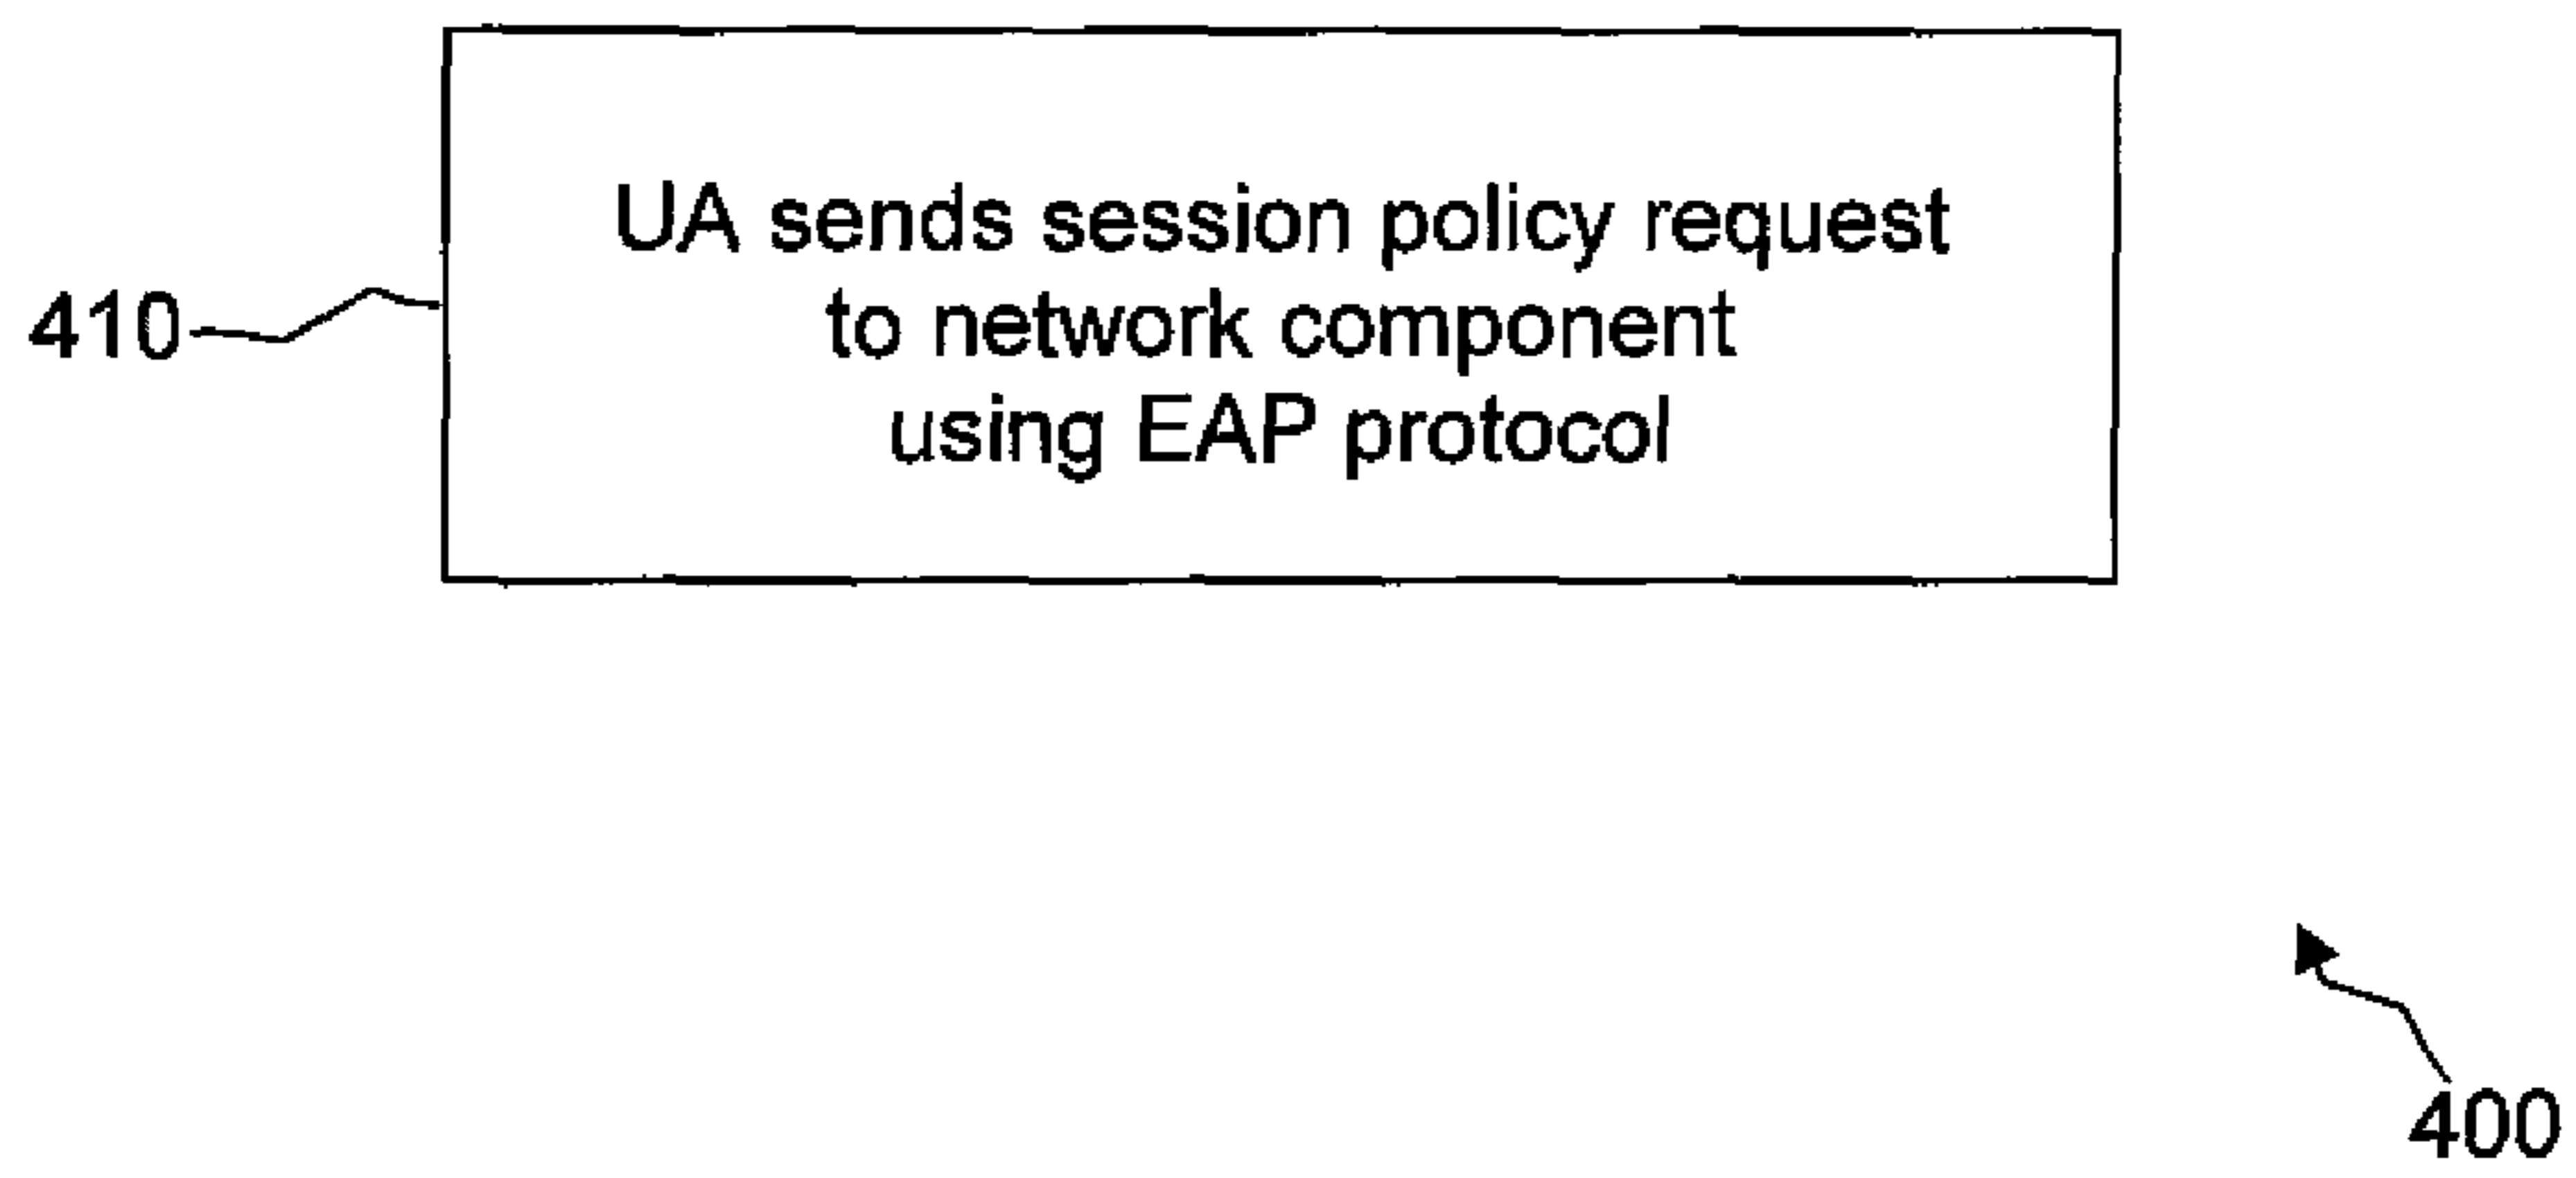 UA sends session policy request
to network component
using EAP protocol
410
400